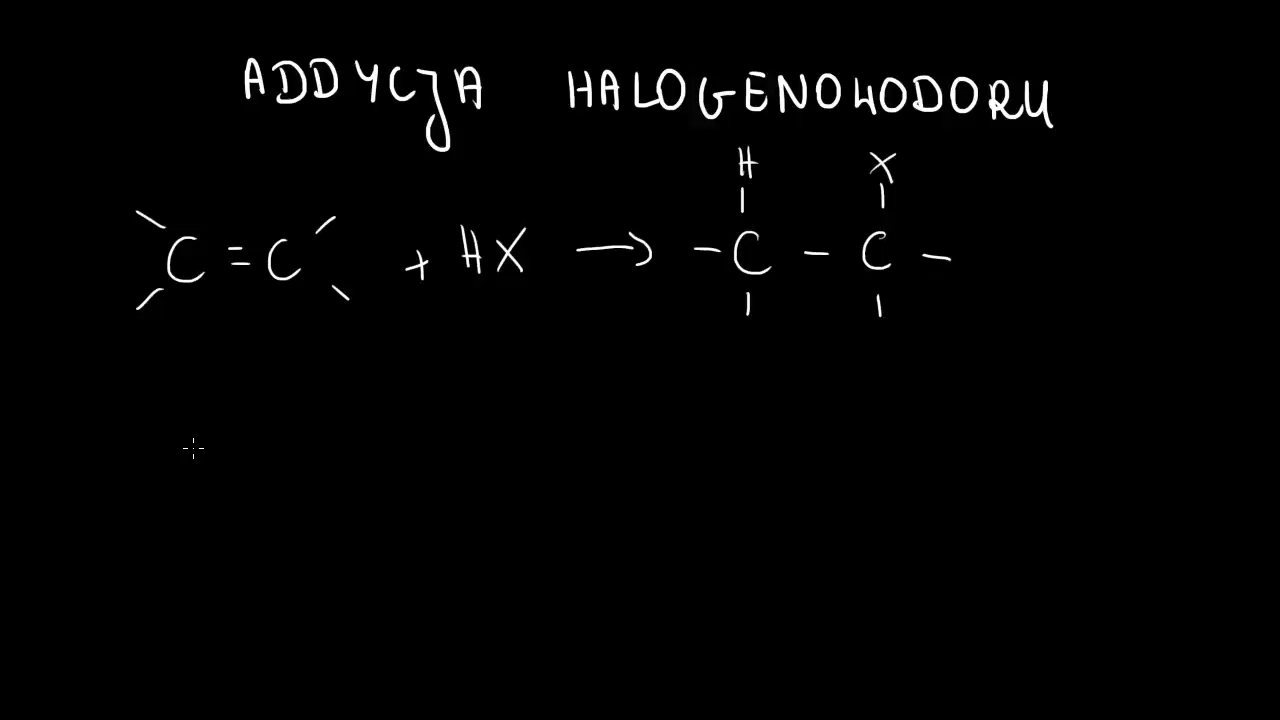 ADDYCJA HALOGENOWODORU
H X
C = C + HX → - C - C -